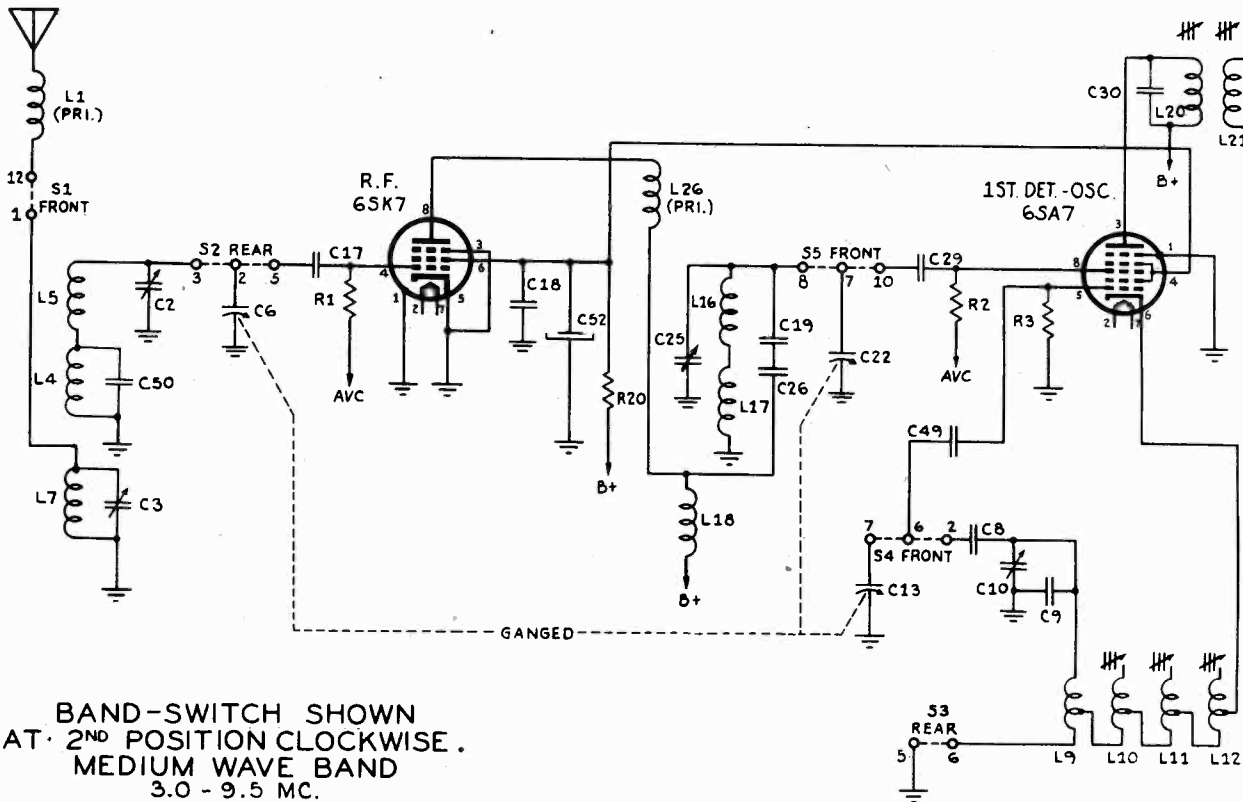 L1
(PRI.)
12
S1
FRONT
1
L5
C2
L4
C50
L7
C3
S2 REAR
3
2
5
C6
C17
R1
AVC
R.F.
6SK7
8
3
6
4
1
2
7
5
C18
C52
R20
B+
L26
(PRI.)
C25
L16
L17
C19
C26
L18
B+
S5 FRONT
8
7
10
C22
C29
R2
AVC
R3
1ST. DET.-OSC.
6SA7
3
1
8
4
5
2
7
6
C30
L20
L21
B+
C49
7
6
2
S4 FRONT
C8
C13
C10
C9
GANGED
S3
REAR
5
6
L9
L10
L11
L12
BAND-SWITCH SHOWN
AT 2ND POSITION CLOCKWISE.
MEDIUM WAVE BAND
3.0 - 9.5 MC.